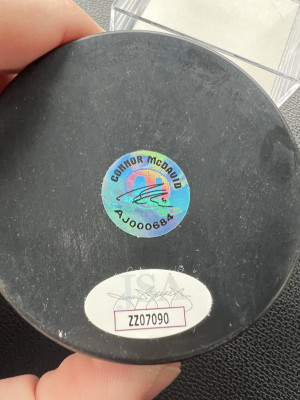 CONNOR McDAVID
AJ000684
JSA
ZZ07090